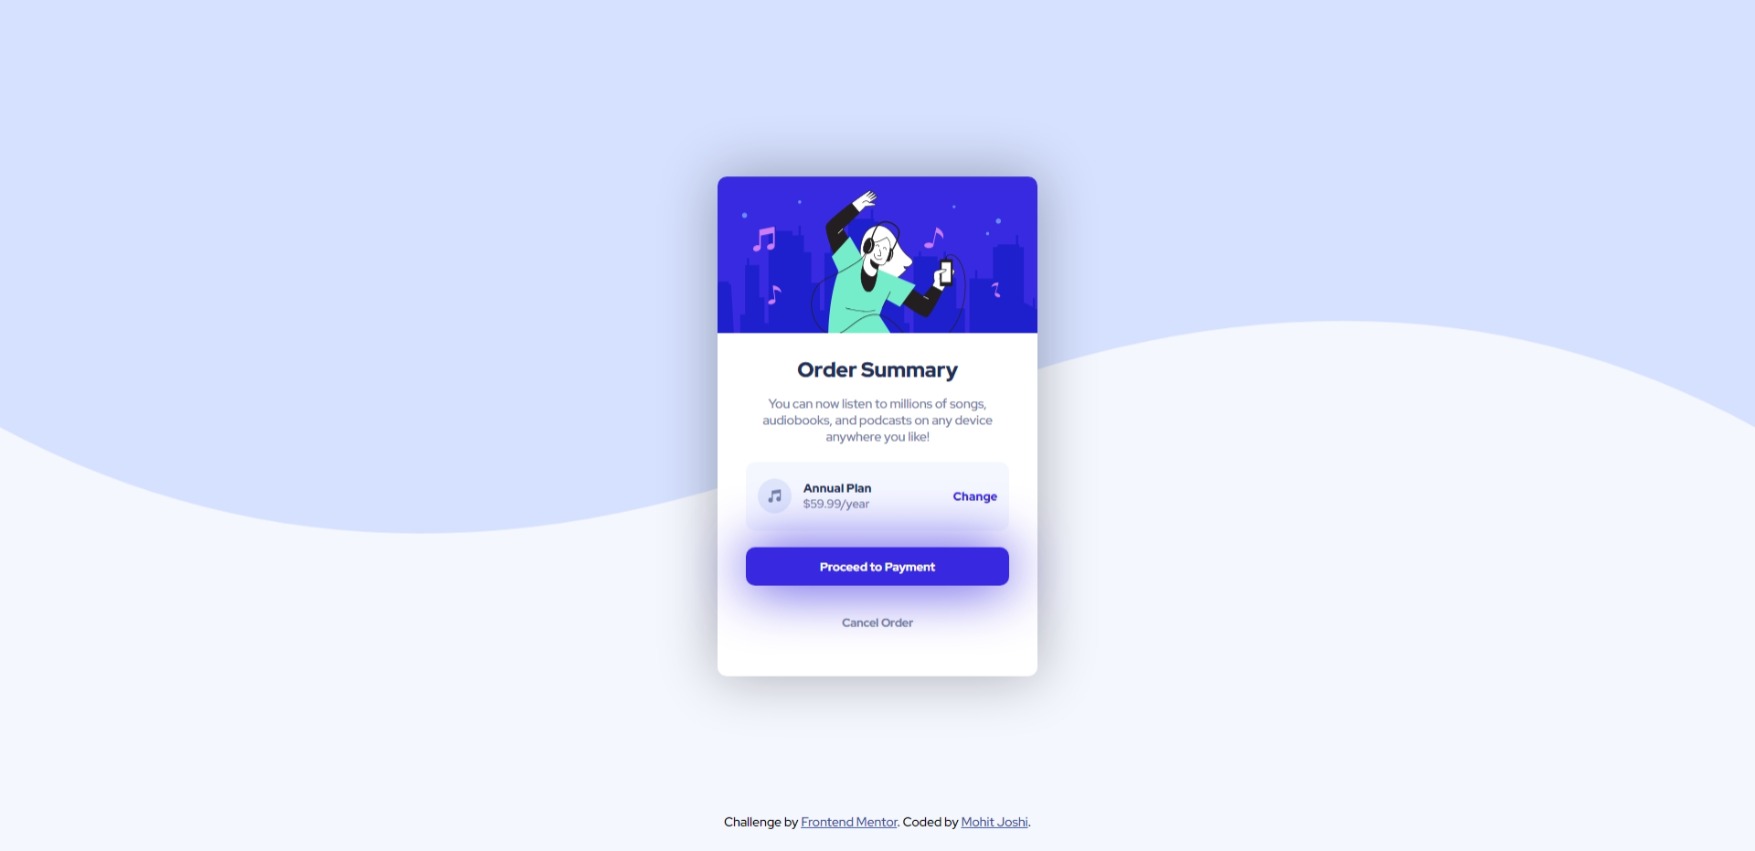 Order Summary
You can now listen to millions of songs,
audiobooks, and podcasts on any device
anywhere you like!
Annual Plan
$59.99/year
Change
Proceed to Payment
Cancel Order
Challenge by Frontend Mentor. Coded by Mohit Joshi.